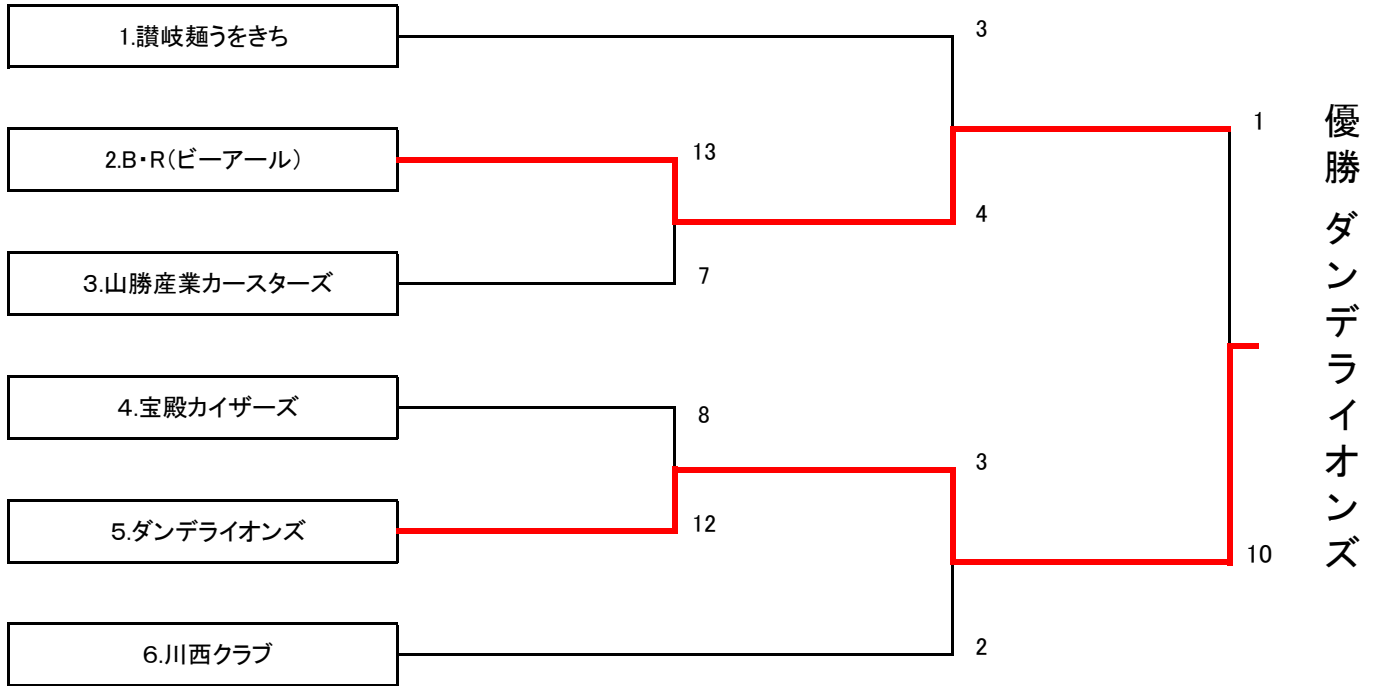 1.讃岐麺うをきち
3
2.B・R(ビーアール)
13
1
4
3.山勝産業カースターズ
7
4.宝殿カイザーズ
8
3
5.ダンデライオンズ
12
10
6.川西クラブ
2
優勝 ダンデライオンズ